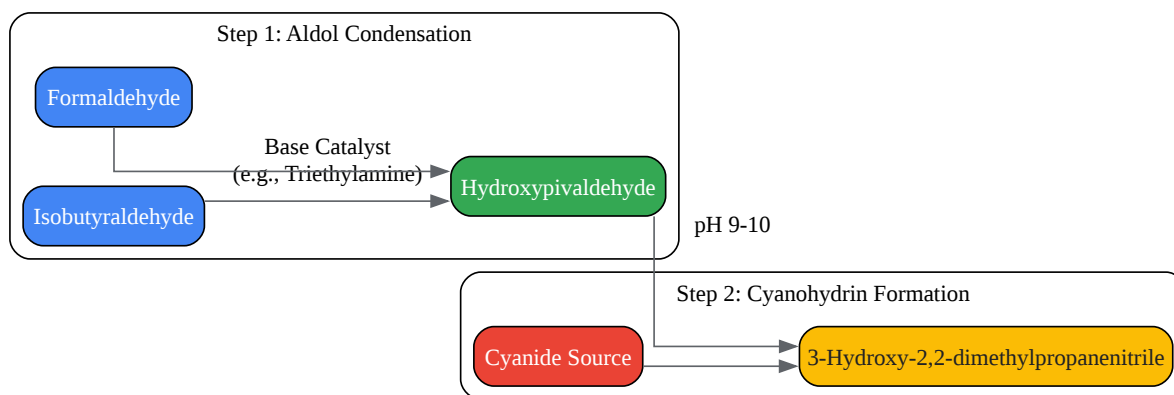 Step 1: Aldol Condensation
Formaldehyde
Base Catalyst
(e.g., Triethylamine)
Hydroxypivaldehyde
Isobutyraldehyde
pH 9-10
Step 2: Cyanohydrin Formation
Cyanide Source
3-Hydroxy-2,2-dimethylpropanenitrile